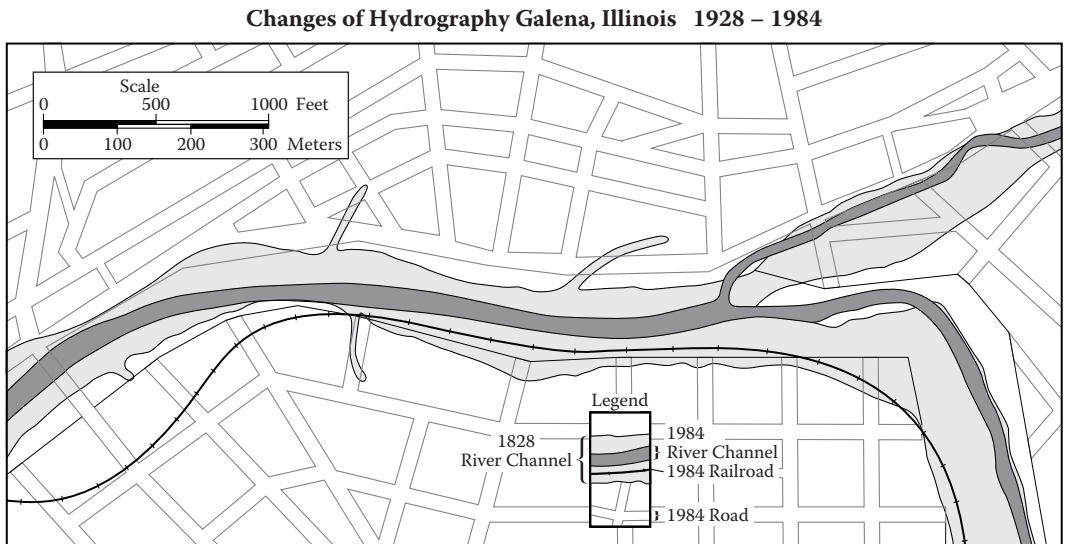 Changes of Hydrography Galena, Illinois 1928 – 1984
Scale
0 500 1000 Feet
0 100 200 300 Meters
Legend
1828
River Channel
1984
River Channel
1984 Railroad
1984 Road